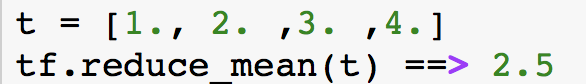 t = [1., 2. ,3. ,4.]
tf.reduce_mean(t) ==> 2.5